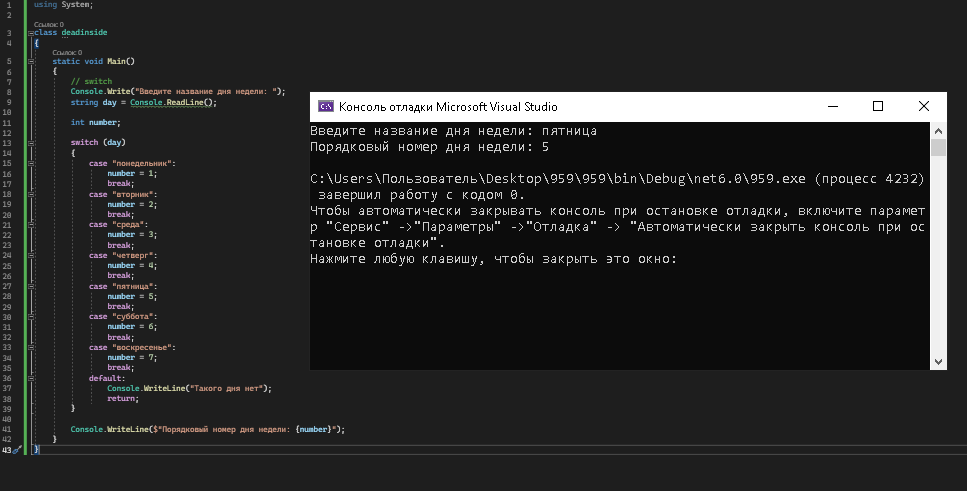 1 using System;
2
Ссылок: 0
3 class deadinside
4 {
Ссылок: 0
5 static void Main()
6 {
7 // switch
8 Console.Write("Введите название дня недели: ");
9 string day = Console.ReadLine();
10
11 int number;
12
13 switch (day)
14 {
15 case "понедельник":
16 number = 1;
17 break;
18 case "вторник":
19 number = 2;
20 break;
21 case "среда":
22 number = 3;
23 break;
24 case "четверг":
25 number = 4;
26 break;
27 case "пятница":
28 number = 5;
29 break;
30 case "суббота":
31 number = 6;
32 break;
33 case "воскресенье":
34 number = 7;
35 break;
36 default:
37 Console.WriteLine("Такого дня нет");
38 return;
39 }
40
41 Console.WriteLine($"Порядковый номер дня недели: {number}");
42 }
43 }
Консоль отладки Microsoft Visual Studio
Введите название дня недели: пятница
Порядковый номер дня недели: 5
C:\Users\Пользователь\Desktop\959\959\bin\Debug\net6.0\959.exe (процесс 4232)
завершил работу с кодом 0.
Чтобы автоматически закрывать консоль при остановке отладки, включите парамет
р "Сервис" ->"Параметры" ->"Отладка" -> "Автоматически закрыть консоль при ос
тановке отладки".
Нажмите любую клавишу, чтобы закрыть это окно: